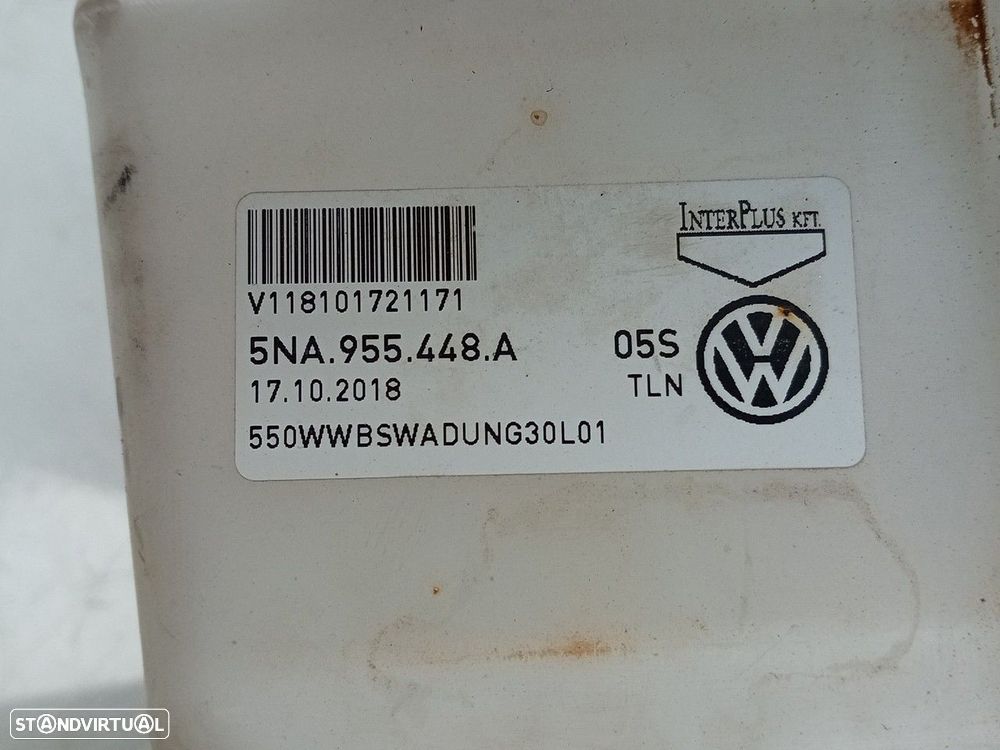 INTERPLUS KFT.
V118101721171
5NA.955.448.A 05S
17.10.2018 TLN
550WWBSWADUNG30L01
STANDVIRTUAL